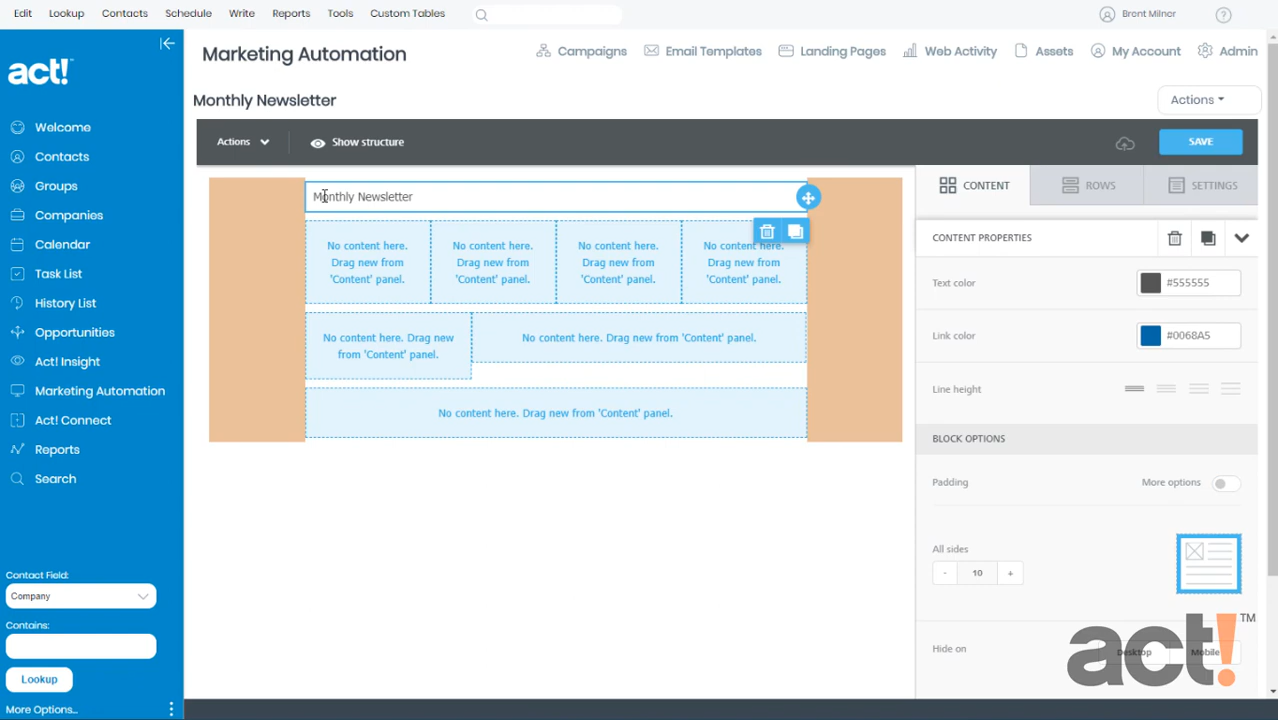 Edit Lookup Contacts Schedule Write Reports Tools Custom Tables Brent Milnor ?
act!
Marketing Automation
Campaigns Email Templates Landing Pages Web Activity Assets My Account Admin
Monthly Newsletter
Actions
Welcome
Contacts
Groups
Companies
Calendar
Task List
History List
Opportunities
Act! Insight
Marketing Automation
Act! Connect
Reports
Search
Contact Field:
Company
Contains:
Lookup
More Options...
Actions Show structure SAVE
Monthly Newsletter
No content here.
Drag new from
'Content' panel.
No content here.
Drag new from
'Content' panel.
No content here.
Drag new from
'Content' panel.
No content here.
Drag new from
'Content' panel.
No content here. Drag new
from 'Content' panel.
No content here. Drag new from 'Content' panel.
No content here. Drag new from 'Content' panel.
CONTENT ROWS SETTINGS
CONTENT PROPERTIES
Text color #555555
Link color #0068A5
Line height
BLOCK OPTIONS
Padding More options
All sides
- 10 +
Hide on Desktop Mobile
act!™